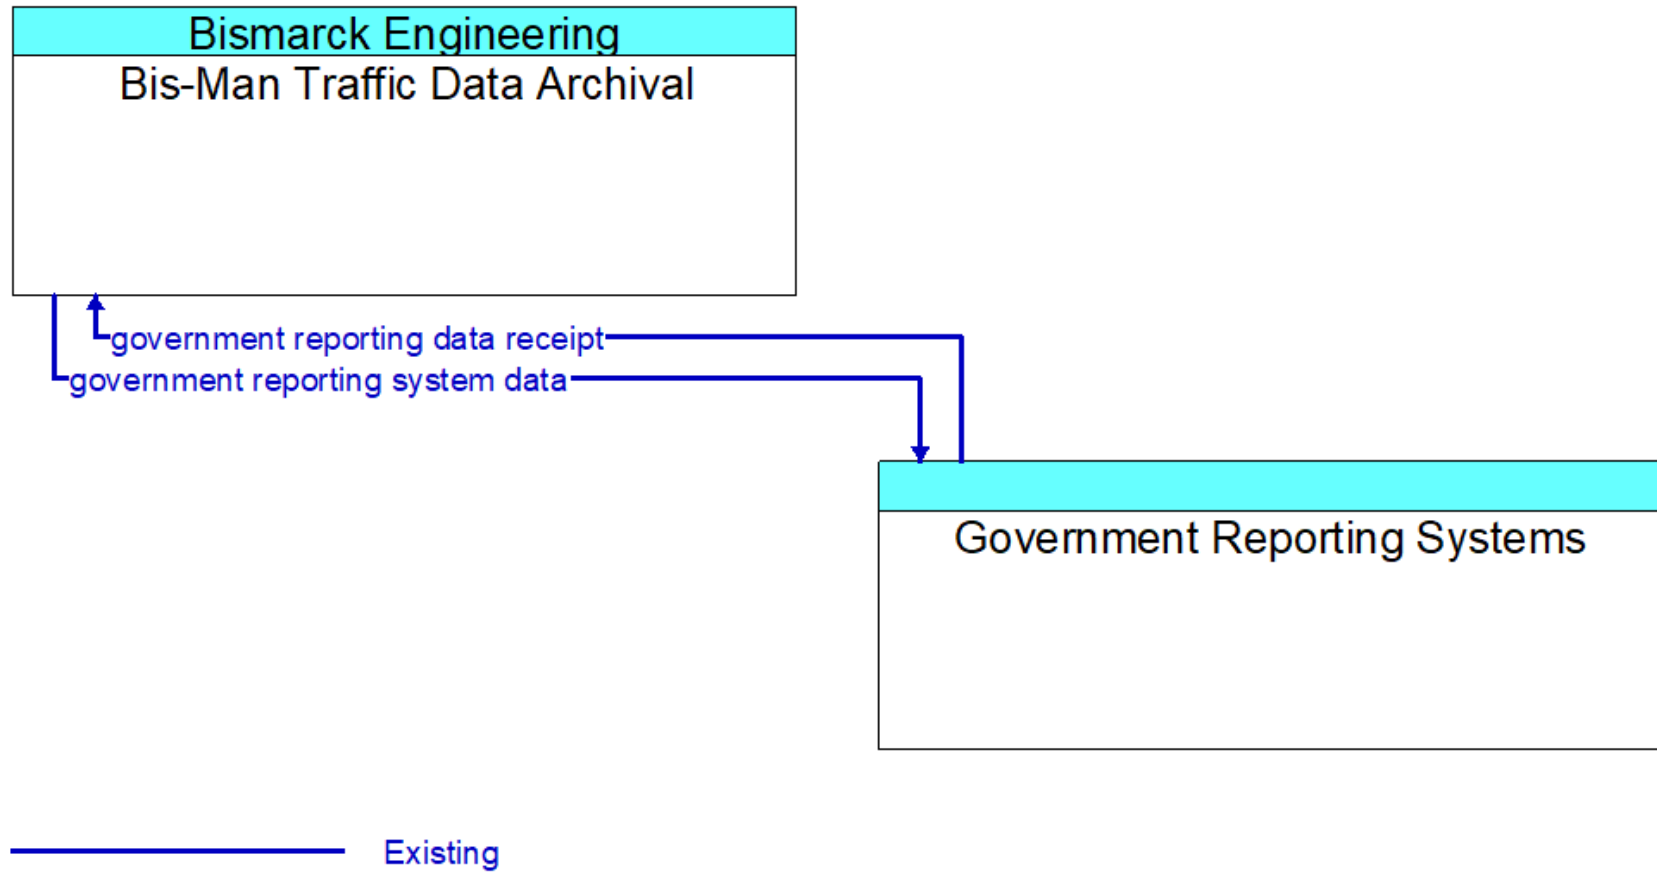 Bismarck Engineering
Bis-Man Traffic Data Archival
government reporting data receipt
government reporting system data
Government Reporting Systems
Existing